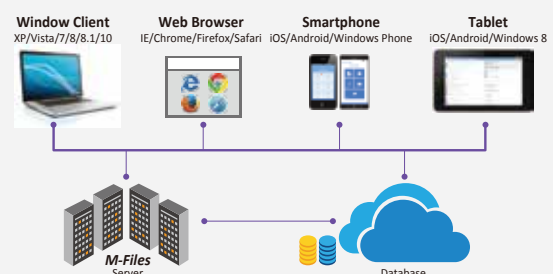 Window Client
XP/Vista/7/8/8.1/10
Web Browser
IE/Chrome/Firefox/Safari
Smartphone
iOS/Android/Windows Phone
Tablet
iOS/Android/Windows 8
M-Files
Server
Database